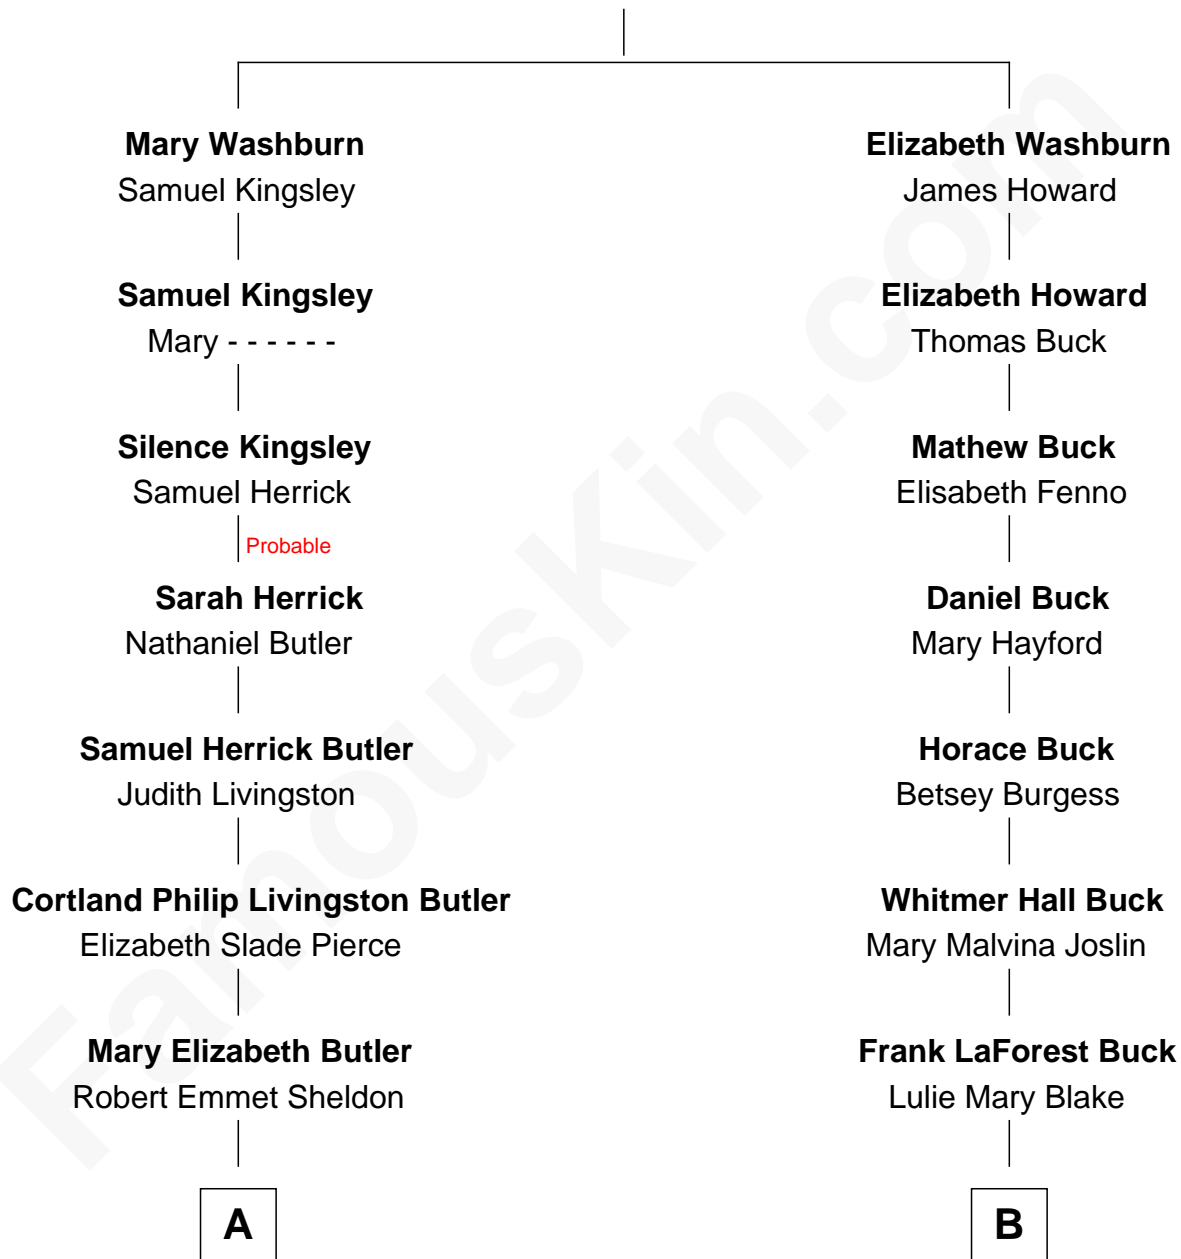 Mary Washburn
Samuel Kingsley
Samuel Kingsley
Mary - - - - - -
Silence Kingsley
Samuel Herrick
Probable
Sarah Herrick
Nathaniel Butler
Samuel Herrick Butler
Judith Livingston
Cortland Philip Livingston Butler
Elizabeth Slade Pierce
Mary Elizabeth Butler
Robert Emmet Sheldon
A
Elizabeth Washburn
James Howard
Elizabeth Howard
Thomas Buck
Mathew Buck
Elisabeth Fenno
Daniel Buck
Mary Hayford
Horace Buck
Betsey Burgess
Whitmer Hall Buck
Mary Malvina Joslin
Frank LaForest Buck
Lulie Mary Blake
B
FamousKin.com